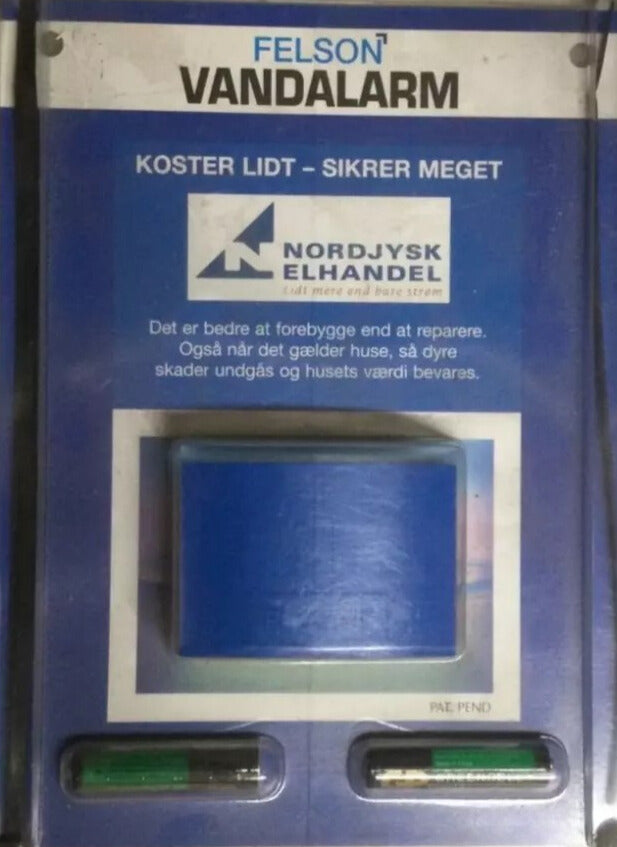 FELSON
VANDALARM
KOSTER LIDT – SIKRER MEGET
N
NORDJYSK
ELHANDEL
Lidt mere end bare strøm
Det er bedre at forebygge end at reparere.
Også når det gælder huse, så dyre
skader undgås og husets værdi bevares.
PAT. PEND